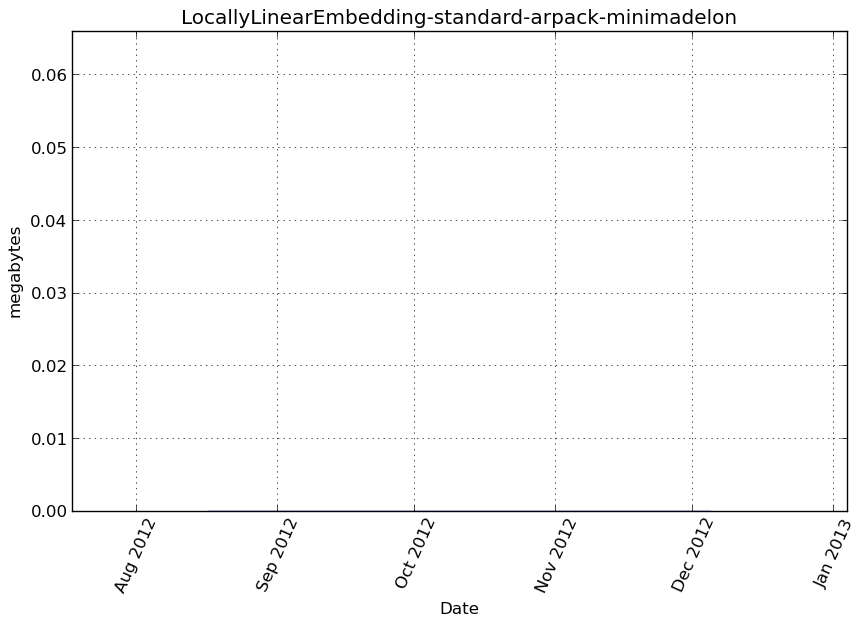 LocallyLinearEmbedding-standard-arpack-minimadelon
0.06
0.05
0.04
0.03
0.02
0.01
0.00
megabytes
Aug 2012
Sep 2012
Oct 2012
Nov 2012
Dec 2012
Jan 2013
Date